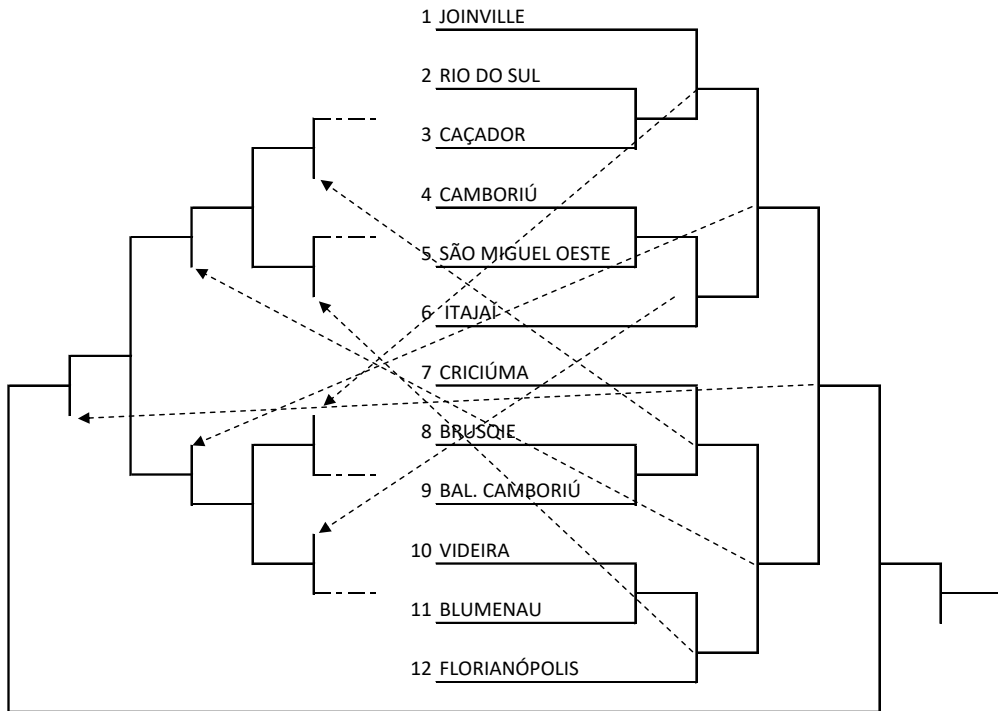 1 JOINVILLE
2 RIO DO SUL
3 CAÇADOR
4 CAMBORIÚ
5 SÃO MIGUEL OESTE
6 ITAJAÍ
7 CRICIÚMA
8 BRUSQUE
9 BAL. CAMBORIÚ
10 VIDEIRA
11 BLUMENAU
12 FLORIANÓPOLIS